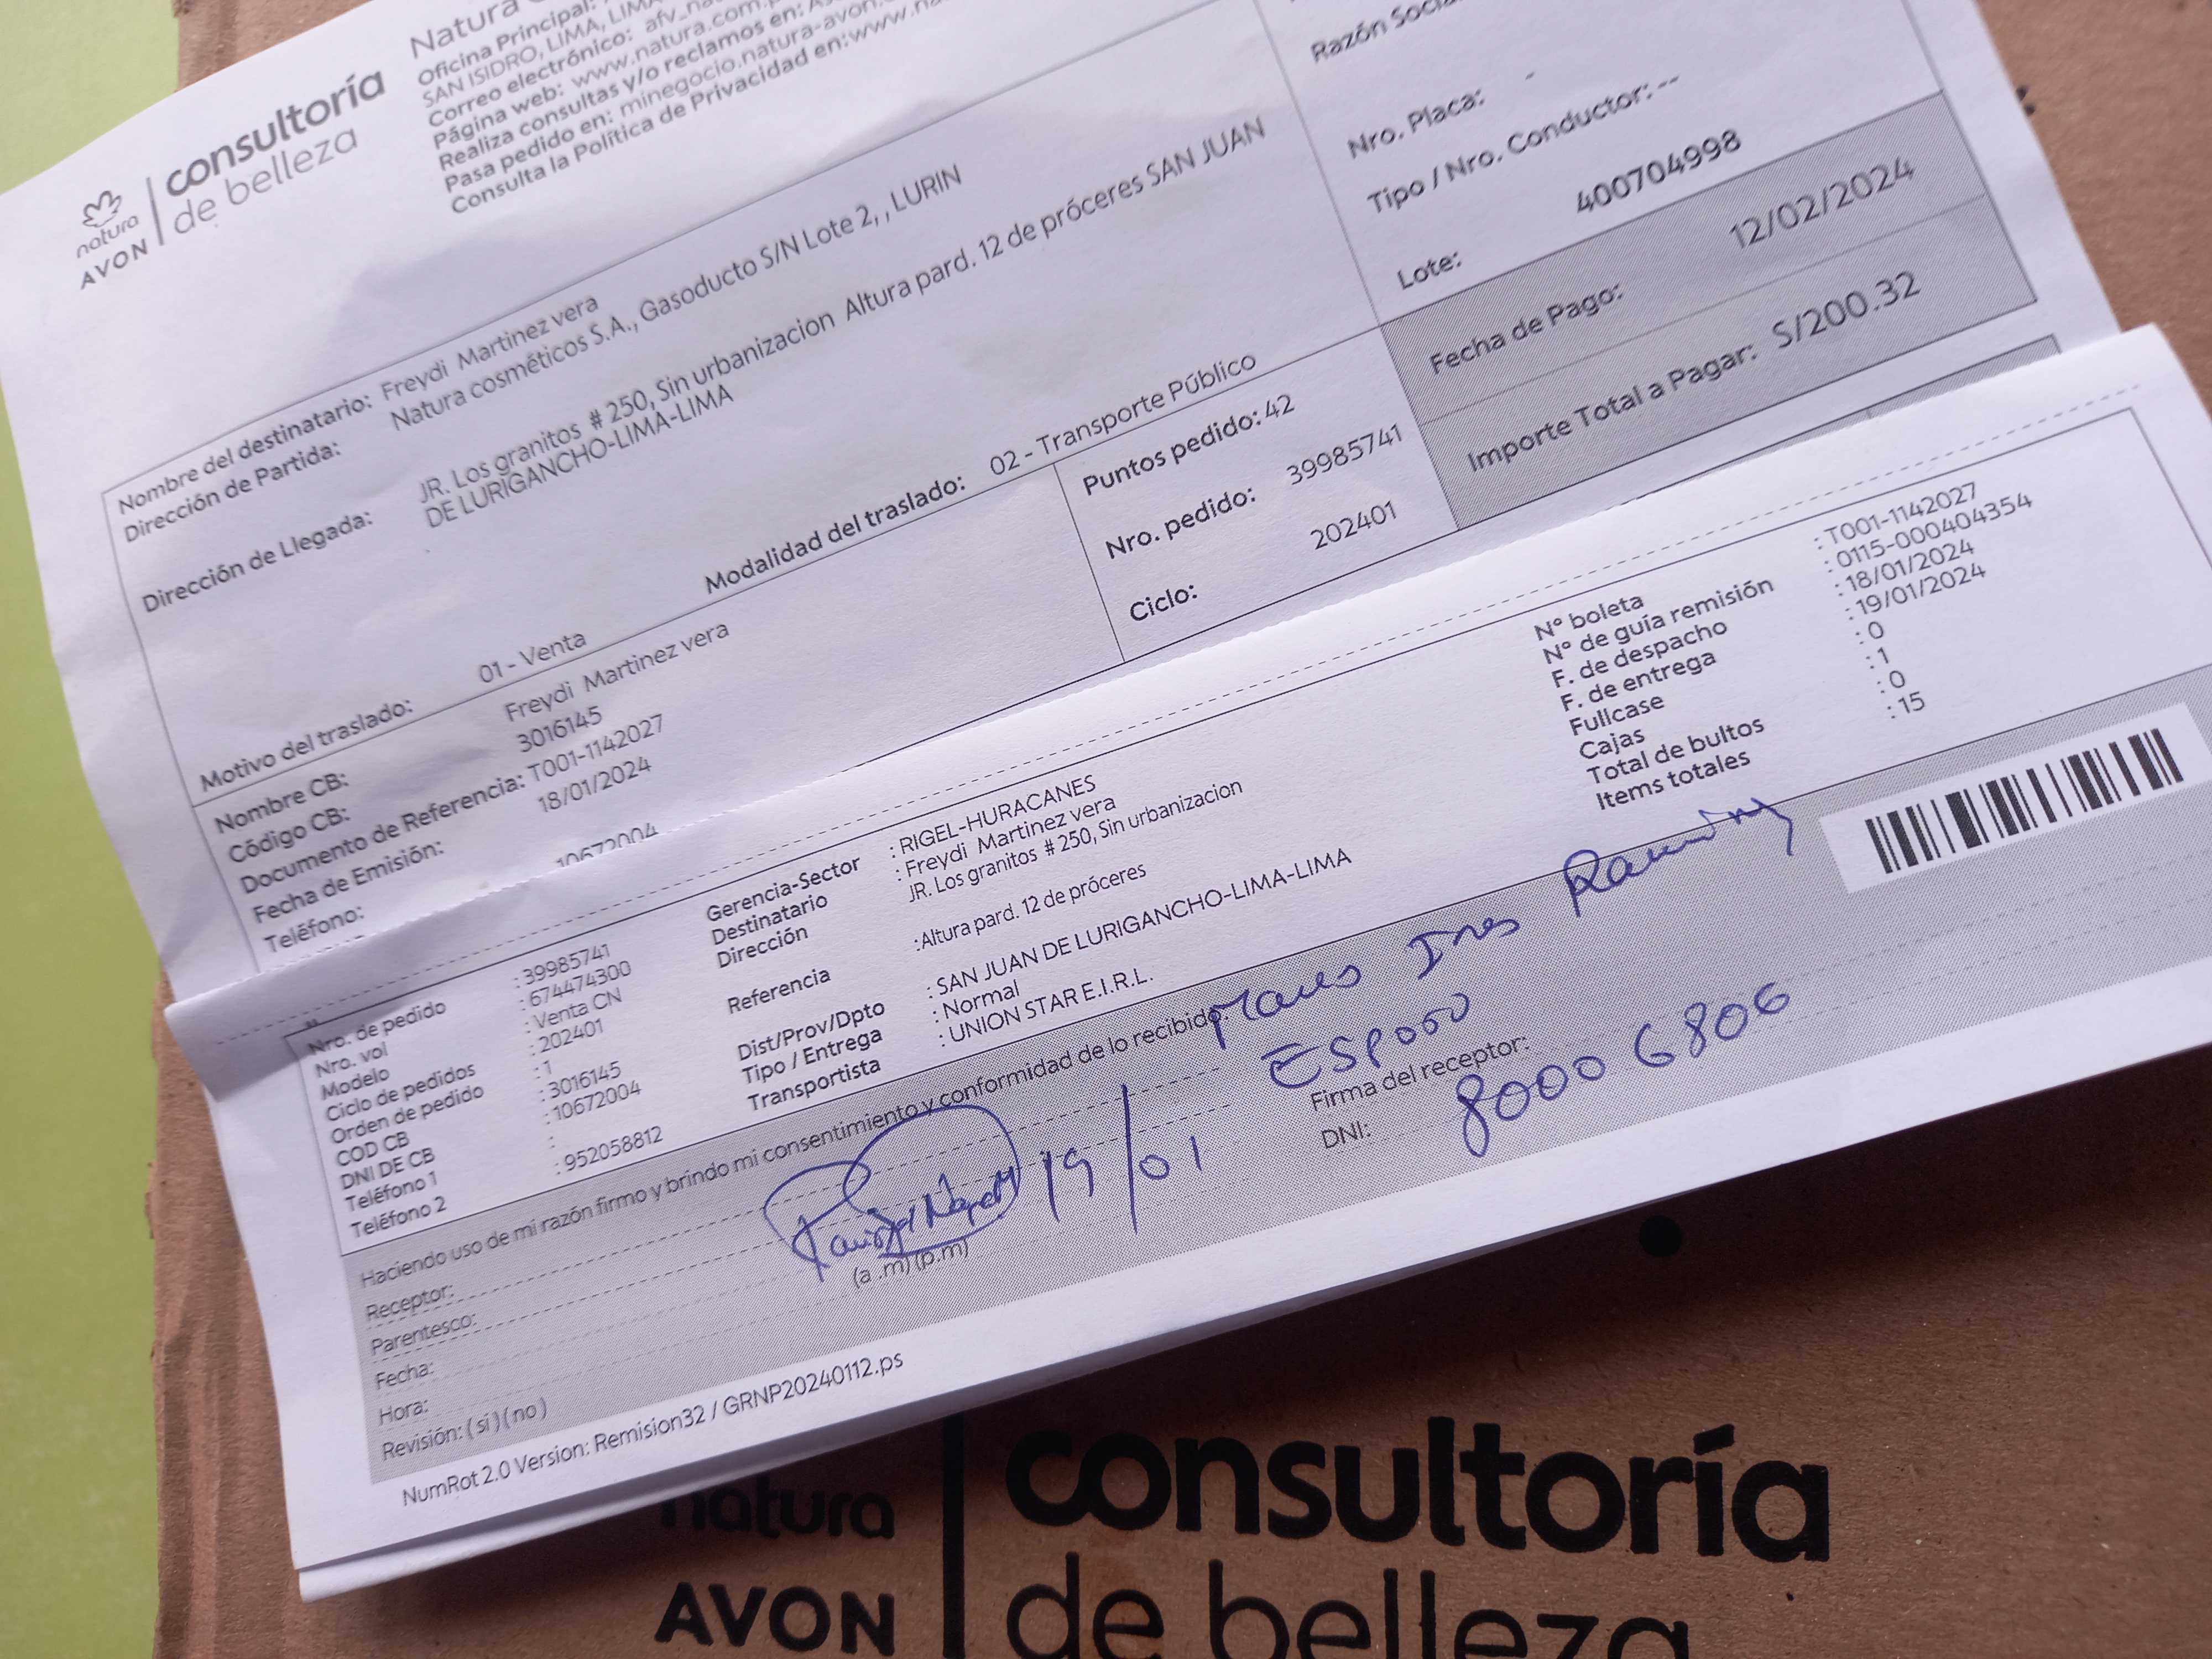 natura
AVON
consultoría
de belleza
Natura
Oficina Principal:
SAN ISIDRO, LIMA, LIMA
Correo electrónico: afv_na
Página web: www.natura.com.p
Realiza consultas y/o reclamos en: As
Pasa pedido en: minegocio.natura-avon.
Consulta la Política de Privacidad en:www.na
Razón Socia
Nro. Placa: -
Tipo / Nro. Conductor: --
Lote: 400704998
Fecha de Pago: 12/02/2024
Importe Total a Pagar: S/200.32
Nombre del destinatario: Freydi Martinez vera
Dirección de Partida: Natura cosméticos S.A., Gasoducto S/N Lote 2, , LURIN
Dirección de Llegada: JR. Los granitos # 250, Sin urbanizacion Altura pard. 12 de próceres SAN JUAN
DE LURIGANCHO-LIMA-LIMA
Motivo del traslado: 01 - Venta
Modalidad del traslado: 02 - Transporte Público
Nombre CB: Freydi Martinez vera
Código CB: 3016145
Documento de Referencia: T001-1142027
Fecha de Emisión: 18/01/2024
Teléfono: 10672004
Puntos pedido: 42
Nro. pedido: 39985741
Ciclo: 202401
Nro. de pedido : 39985741
Nro. vol : 674474300
Modelo : Venta CN
Ciclo de pedidos : 202401
Orden de pedido : 1
COD CB : 3016145
DNI DE CB : 10672004
Teléfono 1 :
Teléfono 2 : 952058812
Gerencia-Sector : RIGEL-HURACANES
Destinatario : Freydi Martinez vera
Dirección JR. Los granitos # 250, Sin urbanizacion
Referencia :Altura pard. 12 de próceres
Dist/Prov/Dpto : SAN JUAN DE LURIGANCHO-LIMA-LIMA
Tipo / Entrega : Normal
Transportista : UNION STAR E.I.R.L.
N° boleta : T001-1142027
N° de guía remisión : 0115-000404354
F. de despacho : 18/01/2024
F. de entrega : 19/01/2024
Fullcase : 0
Cajas : 1
Total de bultos : 0
Items totales : 15
Haciendo uso de mi razón firmo y brindo mi consentimiento y conformidad de lo recibido.
Receptor:
Parentesco:
Fecha: 19/01
Hora: (a .m) (p.m)
Revisión: ( sí ) ( no )
Ines
Esposo
Firma del receptor:
DNI: 80006806
NumRot 2.0 Version: Remision32 / GRNP20240112.ps
natura
AVON
consultoría
de belleza